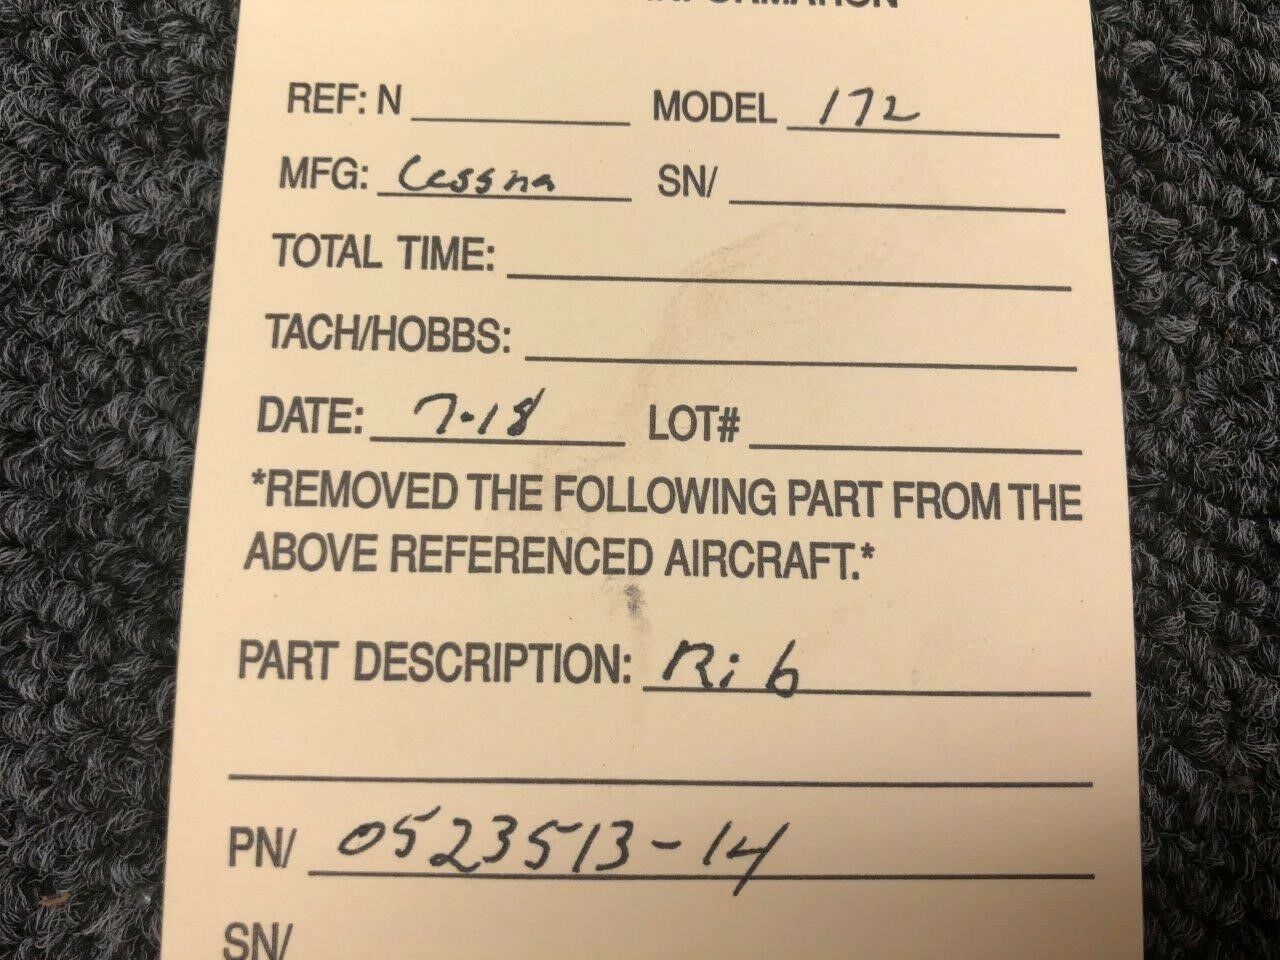 INFORMATION
REF: N MODEL 172
MFG: Cessna SN/
TOTAL TIME:
TACH/HOBBS:
DATE: 7-18 LOT#
*REMOVED THE FOLLOWING PART FROM THE
ABOVE REFERENCED AIRCRAFT.*
PART DESCRIPTION: Rib
PN/ 0523513-14
SN/